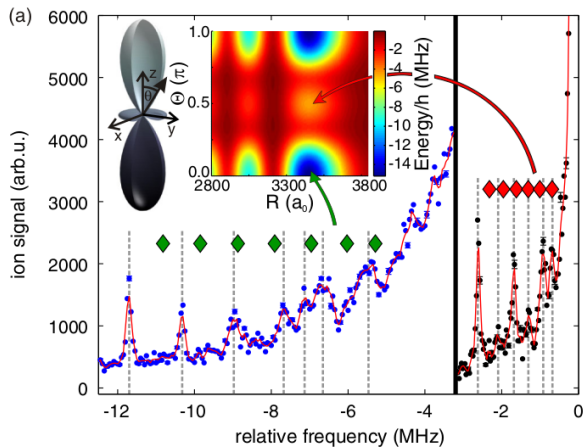 (a)
6000
5000
4000
3000
2000
1000
0
ion signal (arb.u.)
-12
-10
-8
-6
-4
-2
0
relative frequency (MHz)
z
θ
x
y
Θ (π)
1.0
0.5
0.0
2800
3400
3800
R (a₀)
-2
-4
-6
-8
-10
-12
-14
Energy/h (MHz)